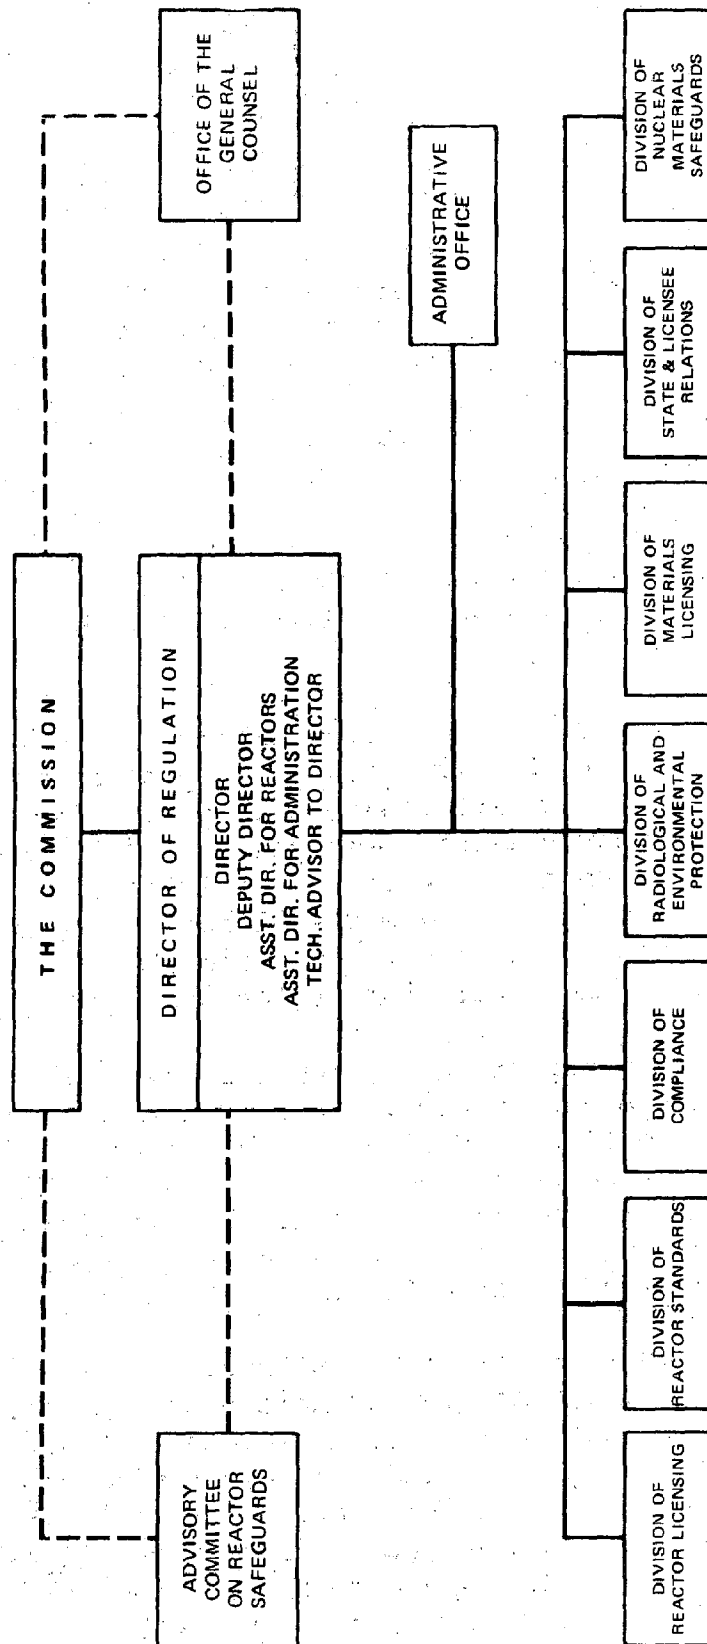 THE COMMISSION
ADVISORY
COMMITTEE
ON REACTOR
SAFEGUARDS
DIRECTOR OF REGULATION
DIRECTOR
DEPUTY DIRECTOR
ASST. DIR. FOR REACTORS
ASST. DIR. FOR ADMINISTRATION
TECH. ADVISOR TO DIRECTOR
OFFICE OF THE
GENERAL
COUNSEL
ADMINISTRATIVE
OFFICE
DIVISION OF
REACTOR LICENSING
DIVISION OF
REACTOR STANDARDS
DIVISION OF
COMPLIANCE
DIVISION OF
RADIOLOGICAL AND
ENVIRONMENTAL
PROTECTION
DIVISION OF
MATERIALS
LICENSING
DIVISION OF
STATE & LICENSEE
RELATIONS
DIVISION OF
NUCLEAR
MATERIALS
SAFEGUARDS